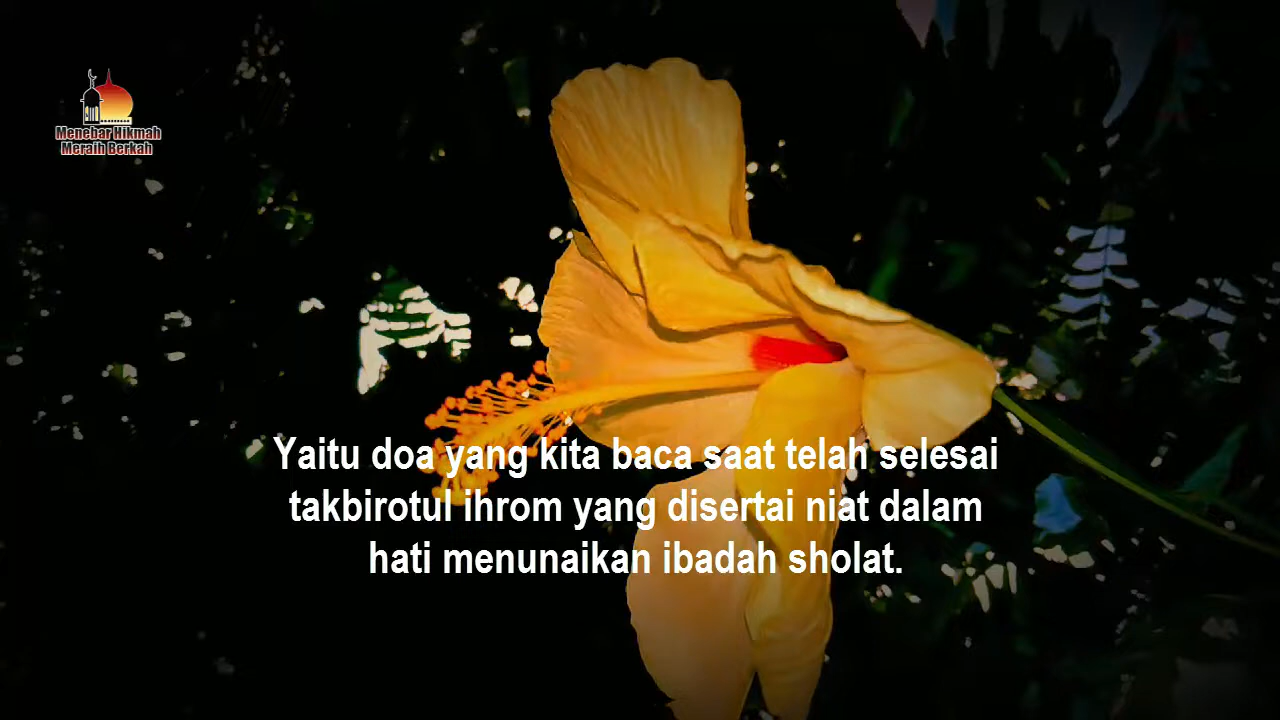 Menebar Hikmah
Meraih Berkah
Yaitu doa yang kita baca saat telah selesai
takbirotul ihrom yang disertai niat dalam
hati menunaikan ibadah sholat.